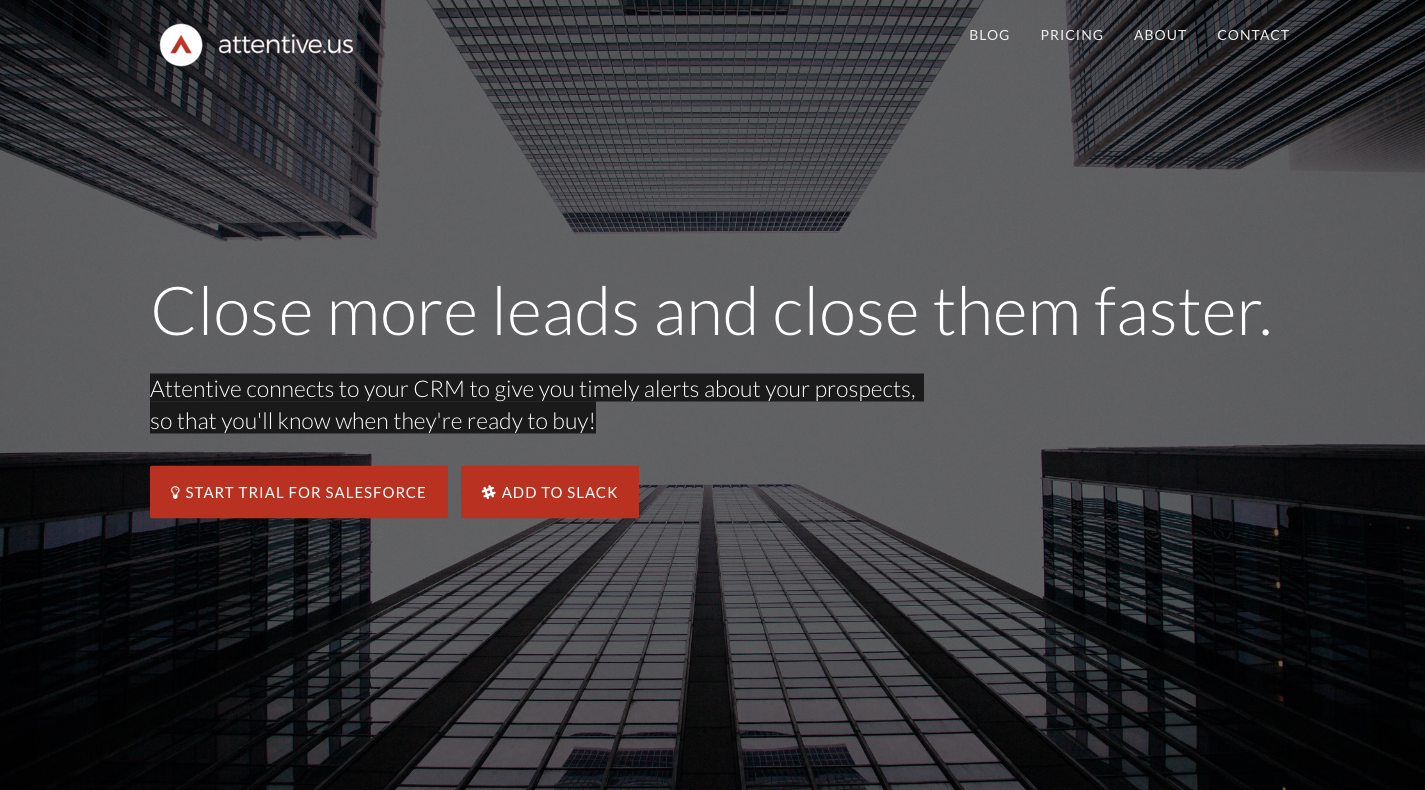 attentive.us
BLOG PRICING ABOUT CONTACT
Close more leads and close them faster.
Attentive connects to your CRM to give you timely alerts about your prospects,
so that you'll know when they're ready to buy!
START TRIAL FOR SALESFORCE
ADD TO SLACK